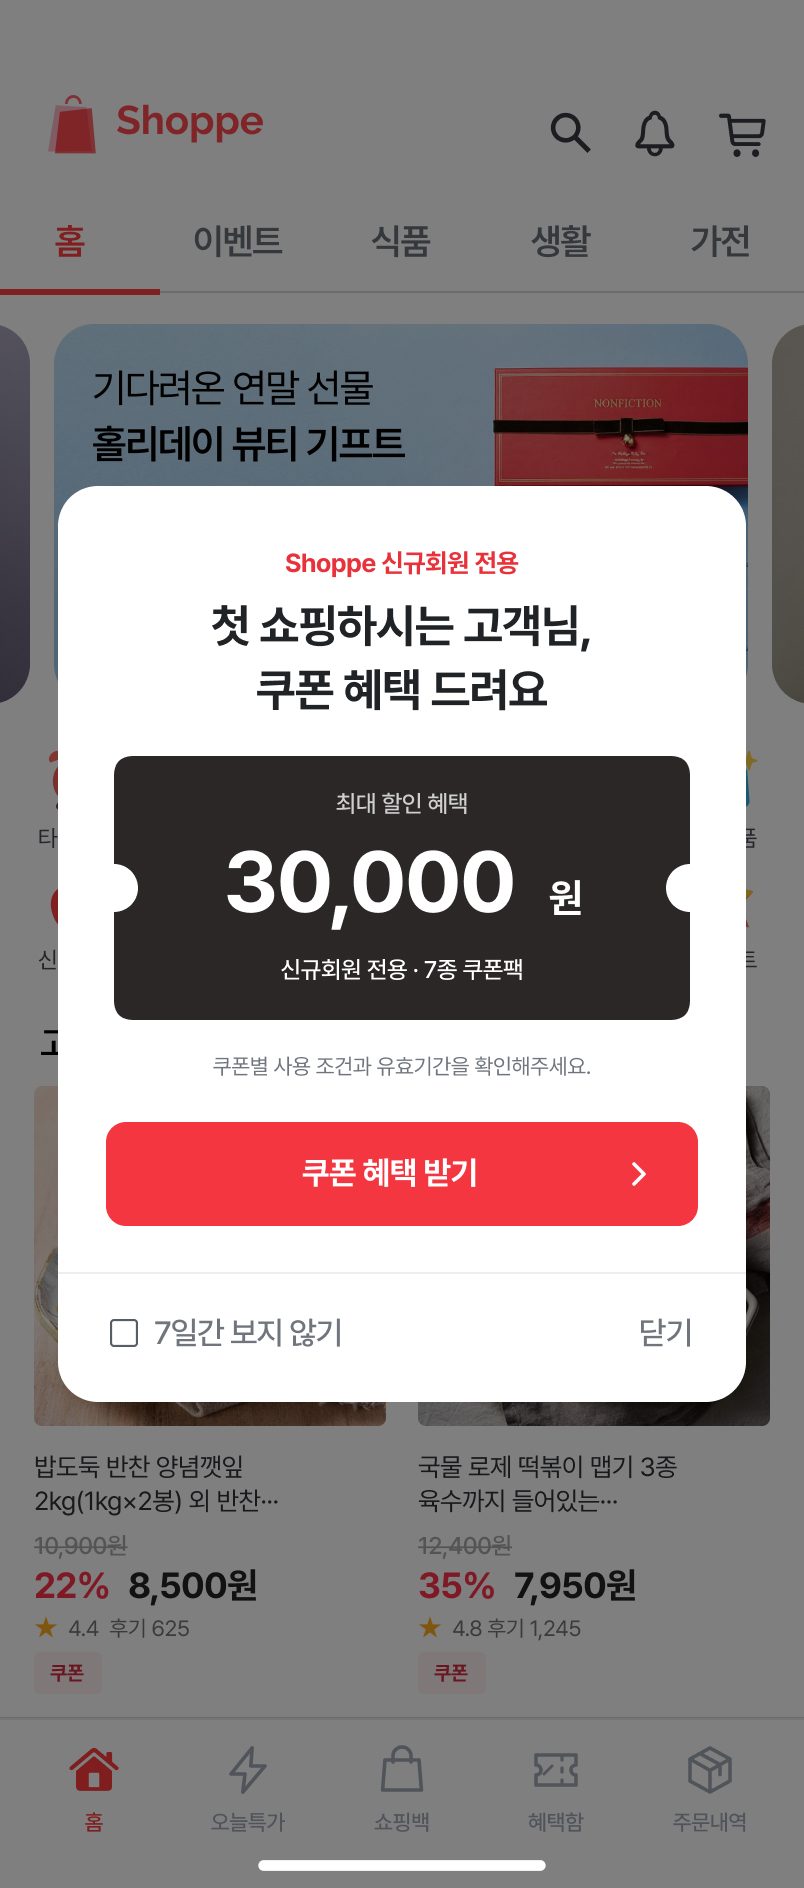 Shoppe
홈 이벤트 식품 생활 가전
기다려온 연말 선물
홀리데이 뷰티 기프트
NONFICTION
Shoppe 신규회원 전용
첫 쇼핑하시는 고객님,
쿠폰 혜택 드려요
최대 할인 혜택
30,000 원
신규회원 전용 · 7종 쿠폰팩
쿠폰별 사용 조건과 유효기간을 확인해주세요.
쿠폰 혜택 받기
7일간 보지 않기
닫기
타
품
신
트
고
밥도둑 반찬 양념깻잎
2kg(1kg×2봉) 외 반찬···
10,900원
22% 8,500원
4.4 후기 625
쿠폰
국물 로제 떡볶이 맵기 3종
육수까지 들어있는···
12,400원
35% 7,950원
4.8 후기 1,245
쿠폰
홈 오늘특가 쇼핑백 혜택함 주문내역